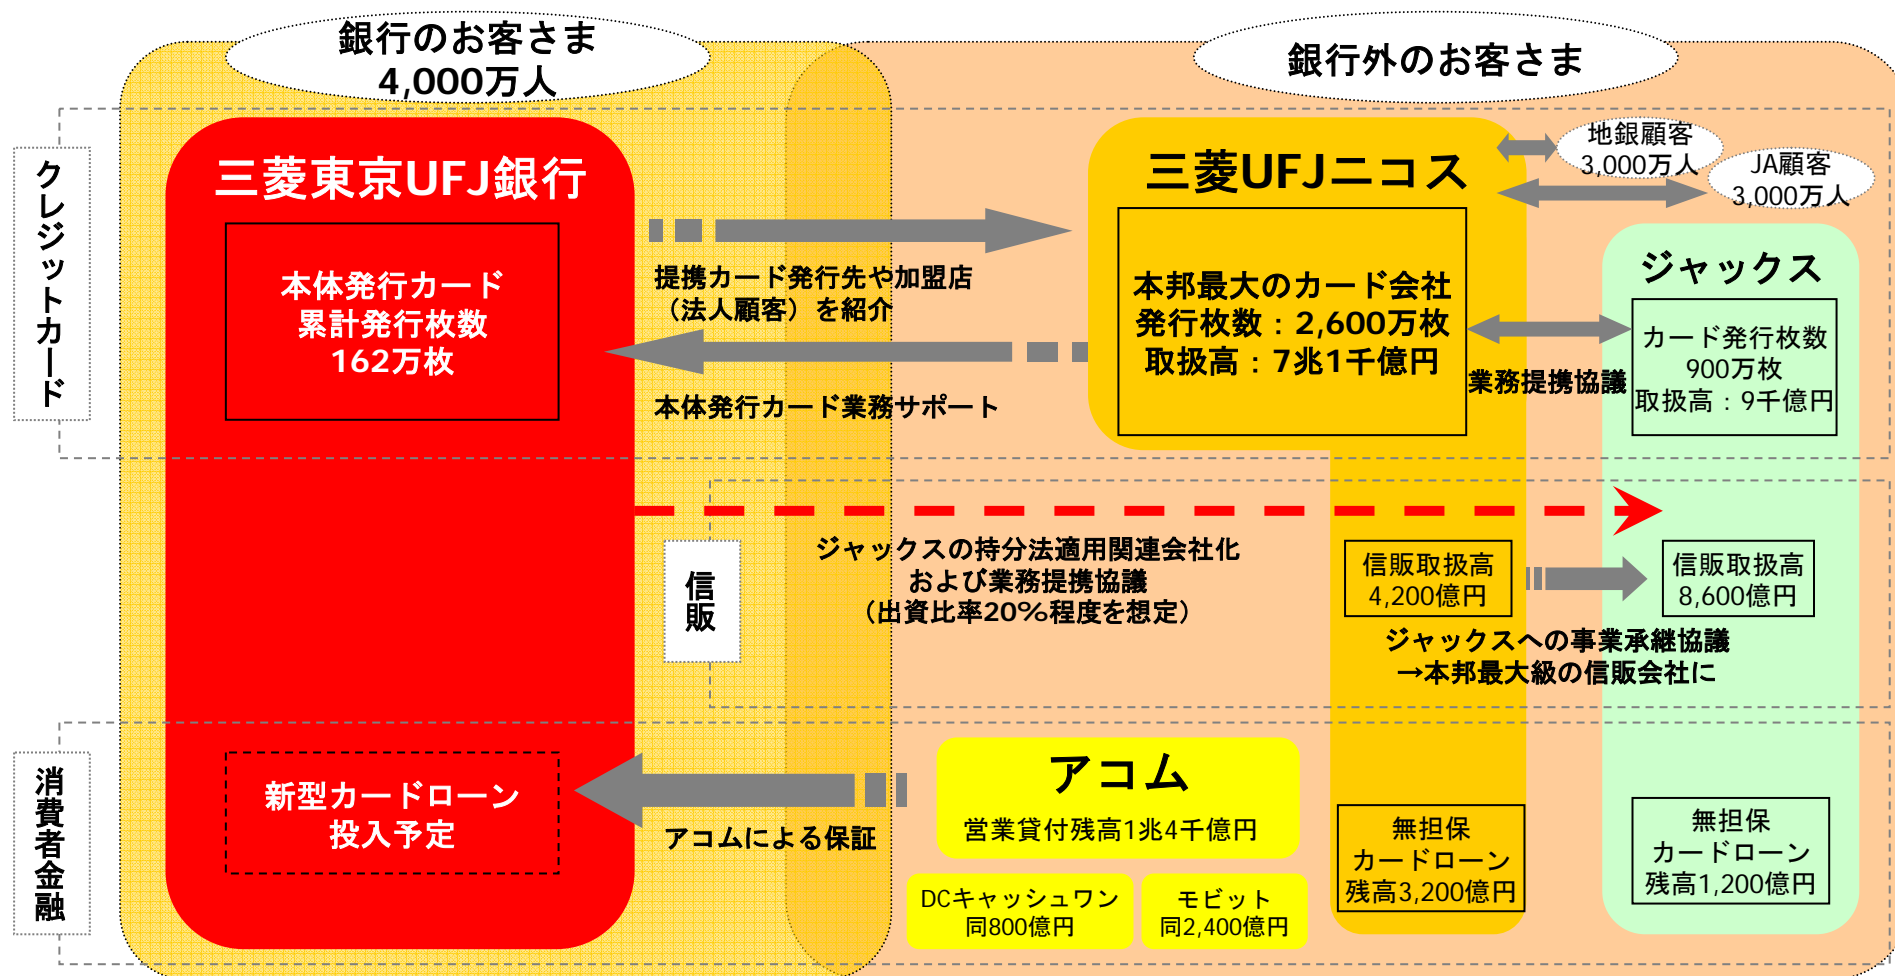 銀行のお客さま
4,000万人
銀行外のお客さま
クレジットカード
三菱東京UFJ銀行
本体発行カード
累計発行枚数
162万枚
提携カード発行先や加盟店
（法人顧客）を紹介
本体発行カード業務サポート
三菱UFJニコス
本邦最大のカード会社
発行枚数：2,600万枚
取扱高：7兆1千億円
地銀顧客
3,000万人
JA顧客
3,000万人
業務提携協議
ジャックス
カード発行枚数
900万枚
取扱高：9千億円
信販
ジャックスの持分法適用関連会社化
および業務提携協議
（出資比率20%程度を想定）
信販取扱高
4,200億円
信販取扱高
8,600億円
ジャックスへの事業承継協議
→本邦最大級の信販会社に
消費者金融
新型カードローン
投入予定
アコムによる保証
アコム
営業貸付残高1兆4千億円
DCキャッシュワン
同800億円
モビット
同2,400億円
無担保
カードローン
残高3,200億円
無担保
カードローン
残高1,200億円